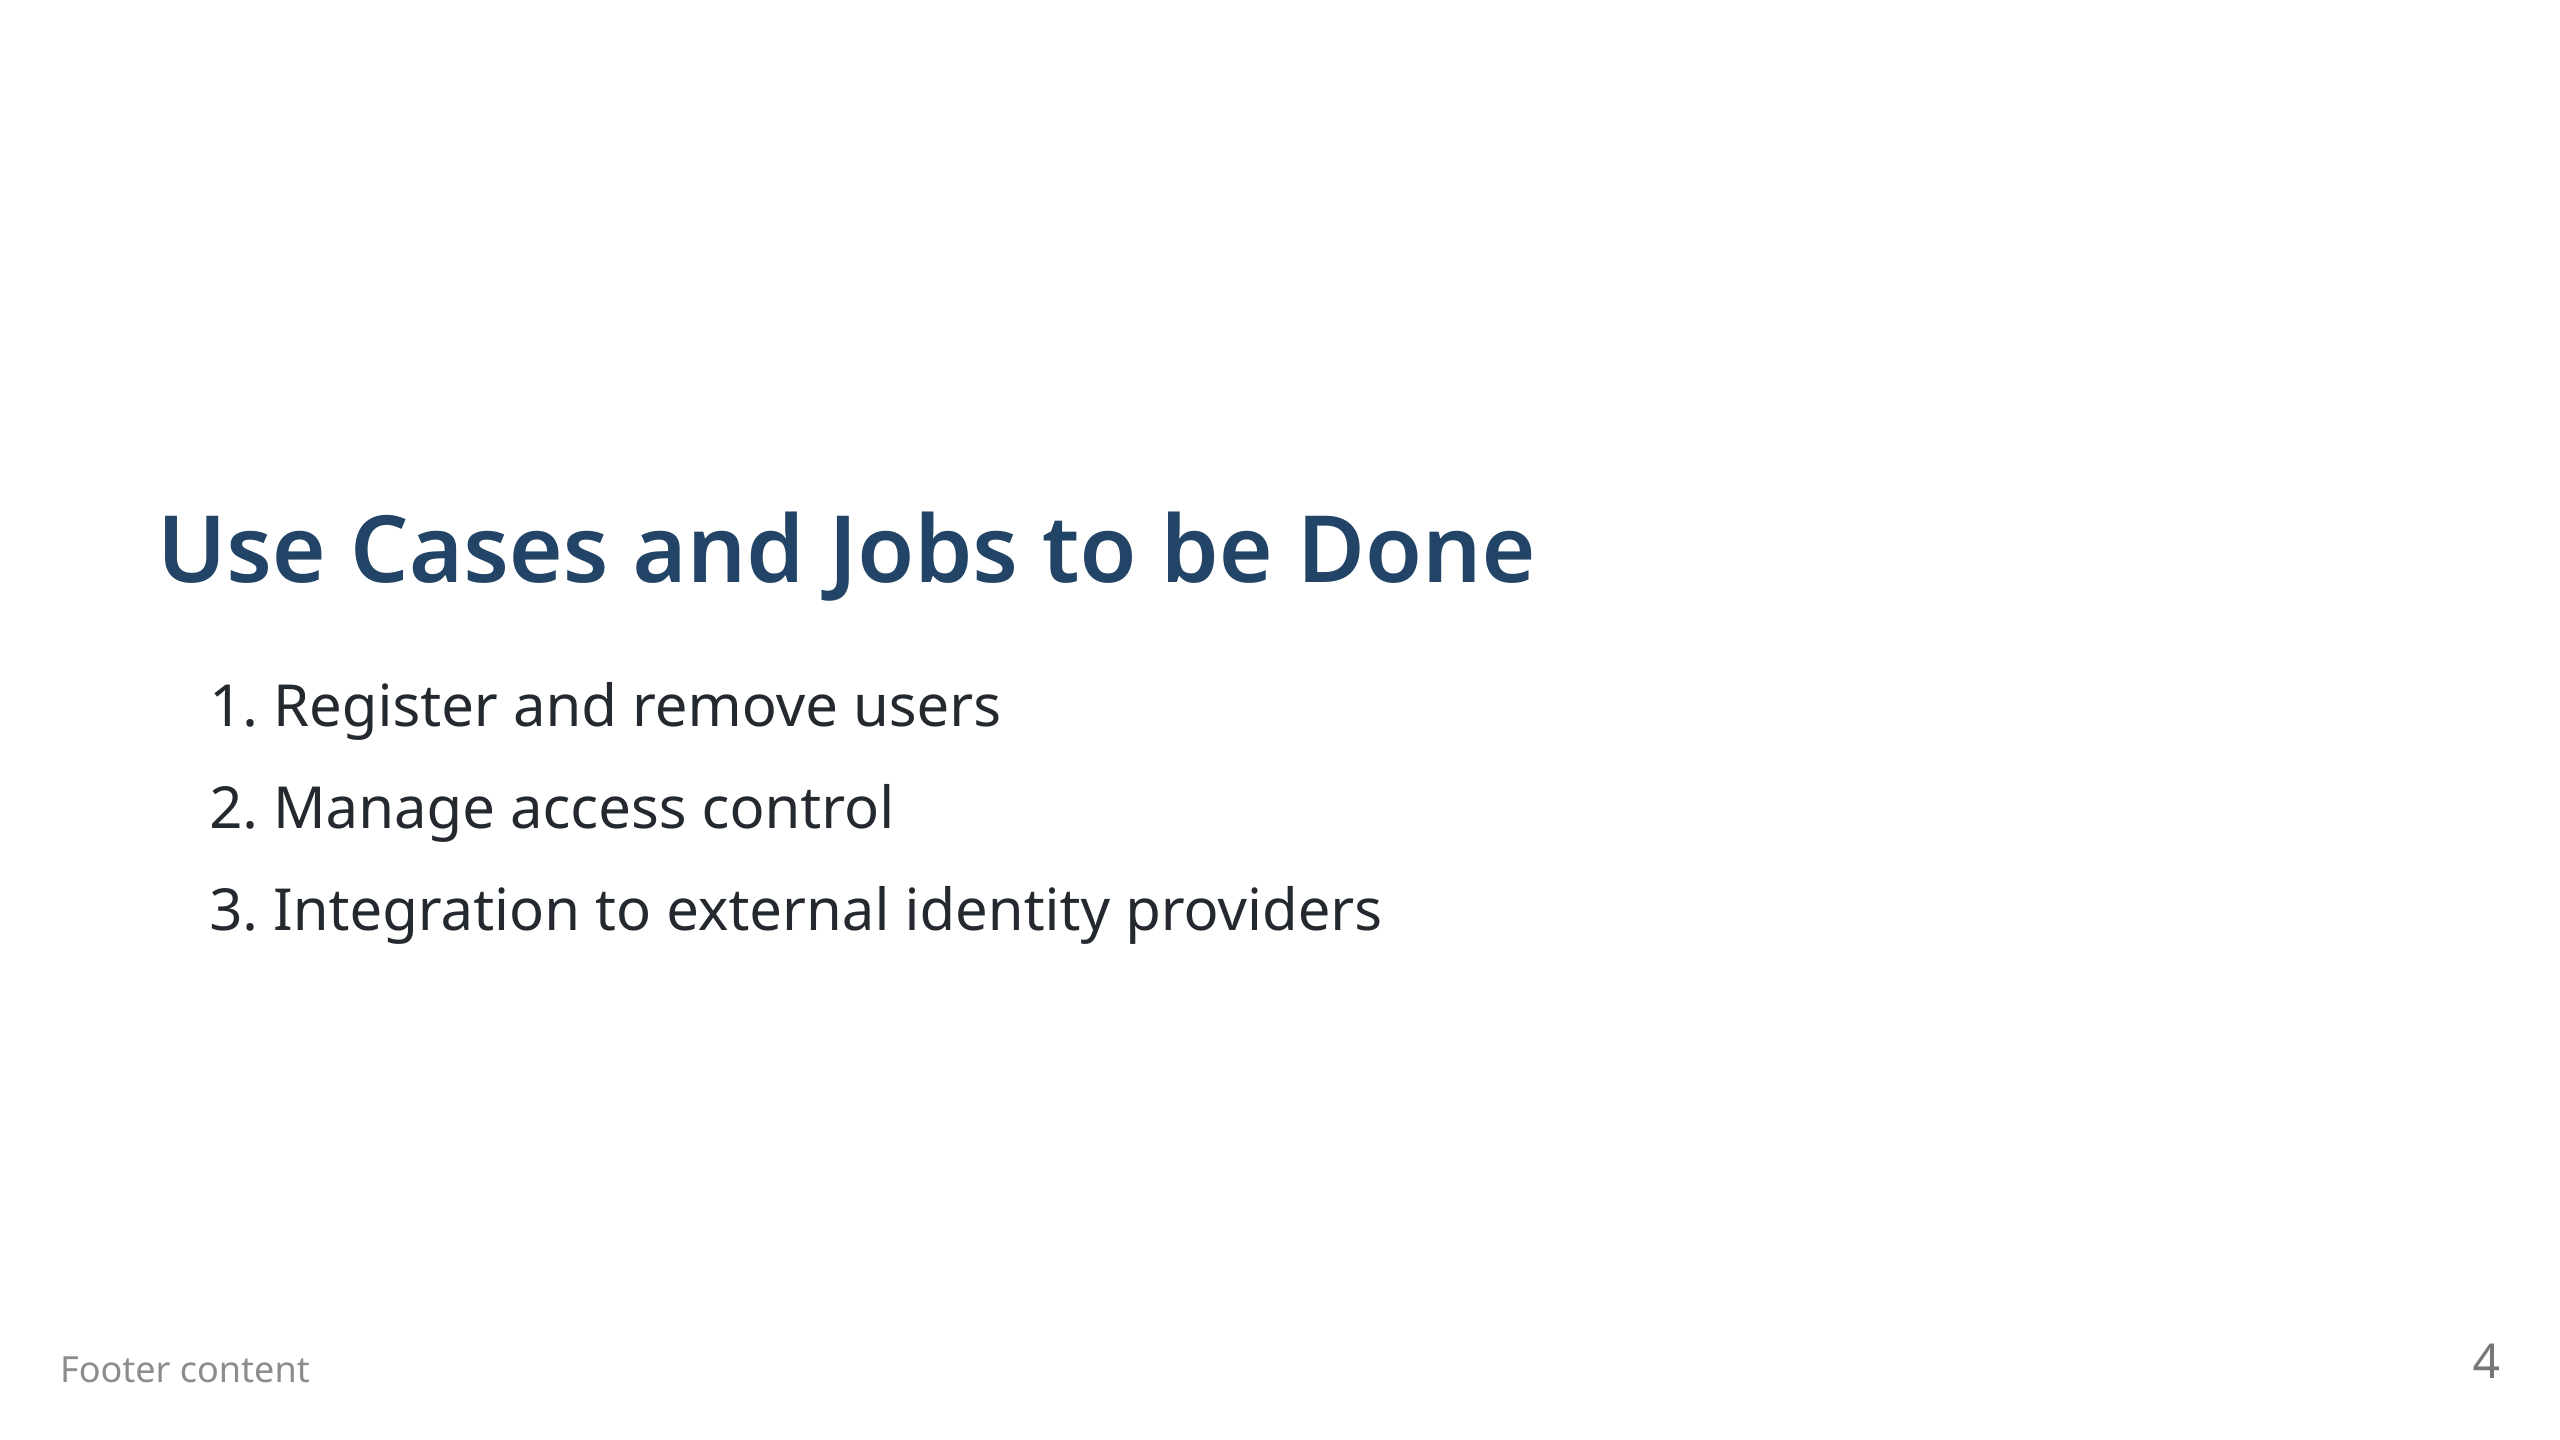 Use Cases and Jobs to be Done
1. Register and remove users
2. Manage access control
3. Integration to external identity providers
Footer content
4